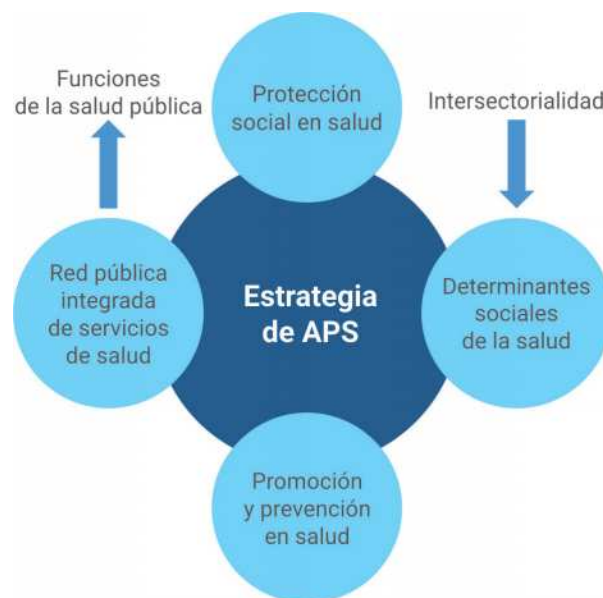 Funciones
de la salud pública
Protección
social en salud
Intersectorialidad
Red pública
integrada
de servicios
de salud
Estrategia
de APS
Determinantes
sociales
de la salud
Promoción
y prevención
en salud